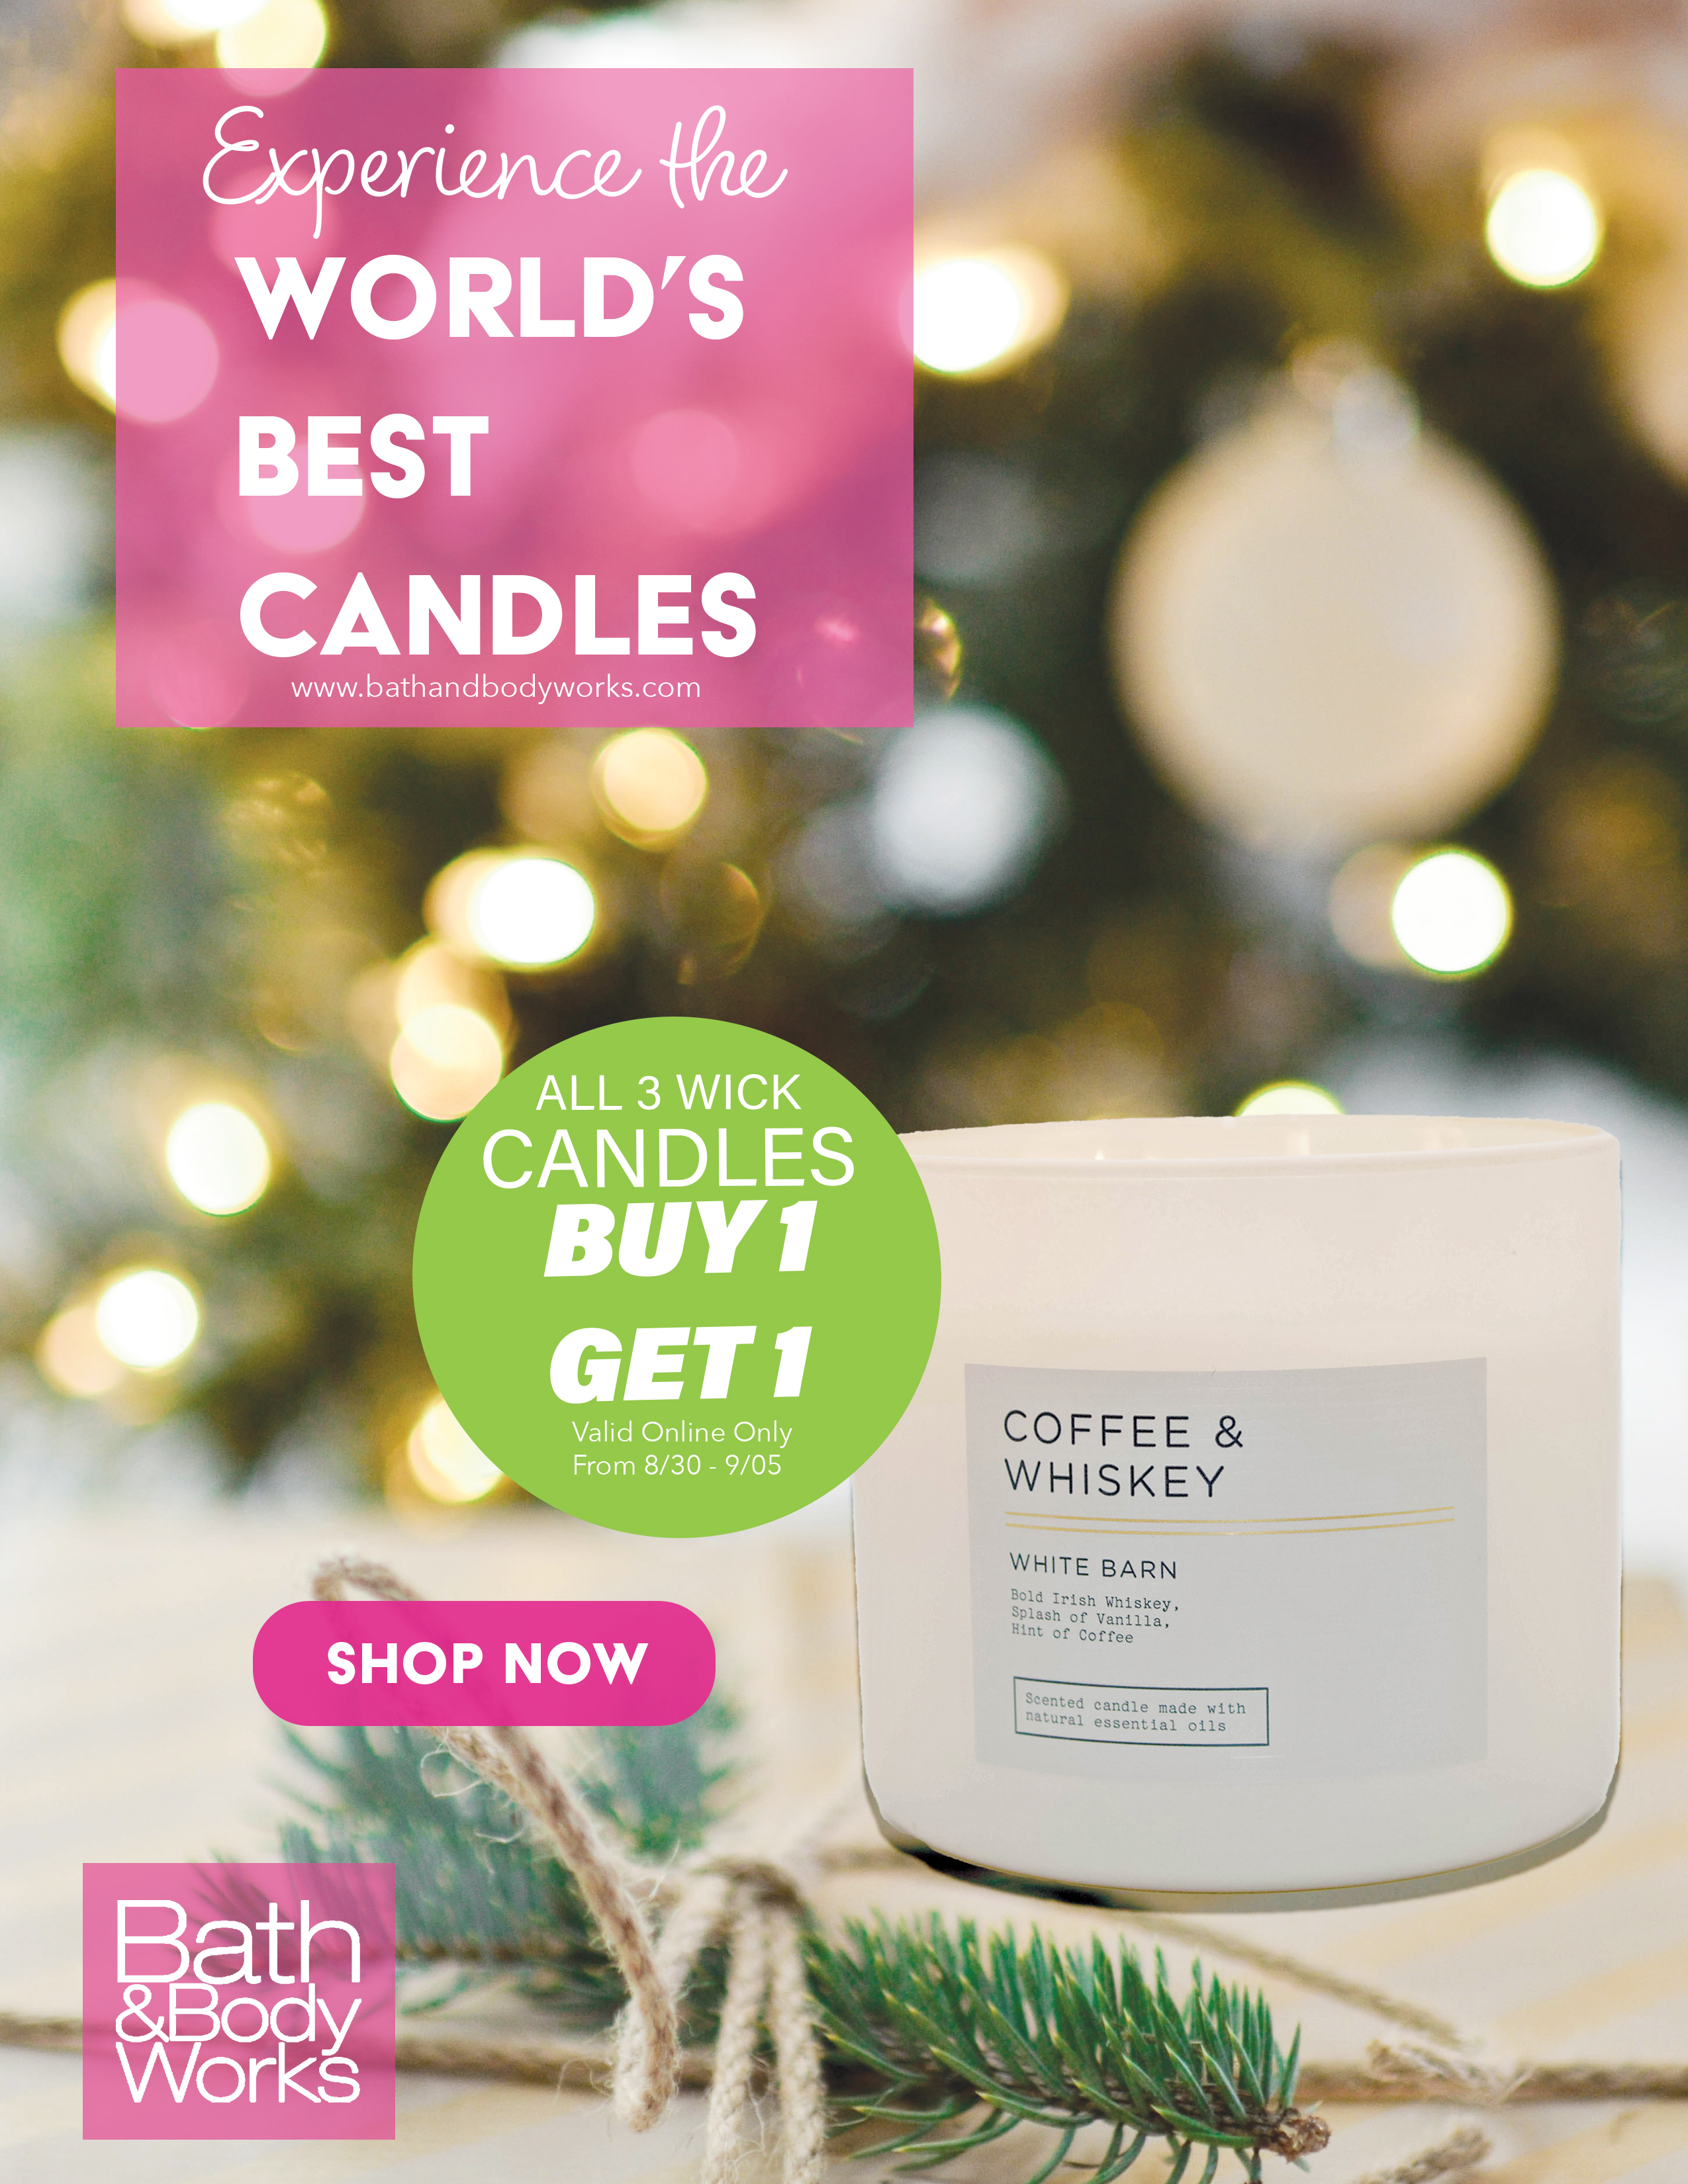 Experience the
WORLD'S
BEST
CANDLES
www.bathandbodyworks.com
ALL 3 WICK
CANDLES
BUY 1
GET 1
Valid Online Only
From 8/30 - 9/05
COFFEE &
WHISKEY
WHITE BARN
Bold Irish Whiskey,
Splash of Vanilla,
Hint of Coffee
Scented candle made with
natural essential oils
SHOP NOW
Bath
&Body
Works